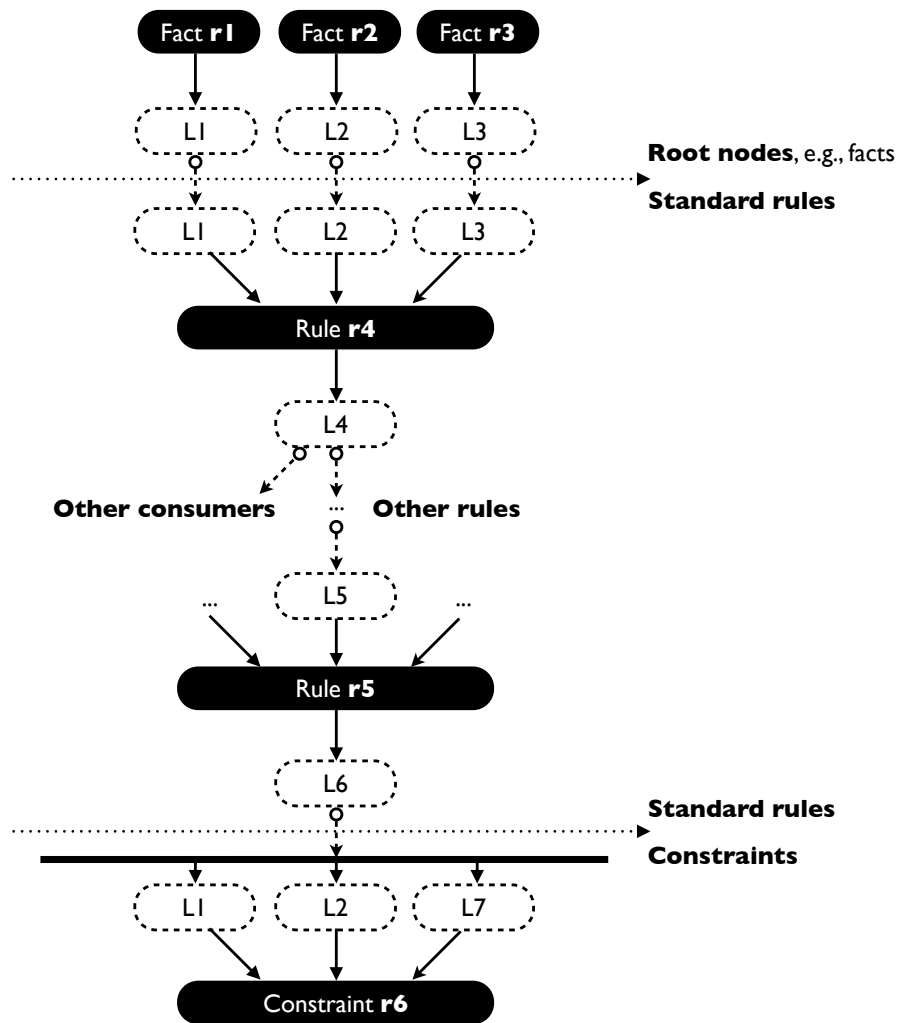 Fact r1 Fact r2 Fact r3
L1 L2 L3
Root nodes, e.g., facts
Standard rules
L1 L2 L3
Rule r4
L4
Other consumers ... Other rules
... L5 ...
Rule r5
L6
Standard rules
Constraints
L1 L2 L7
Constraint r6